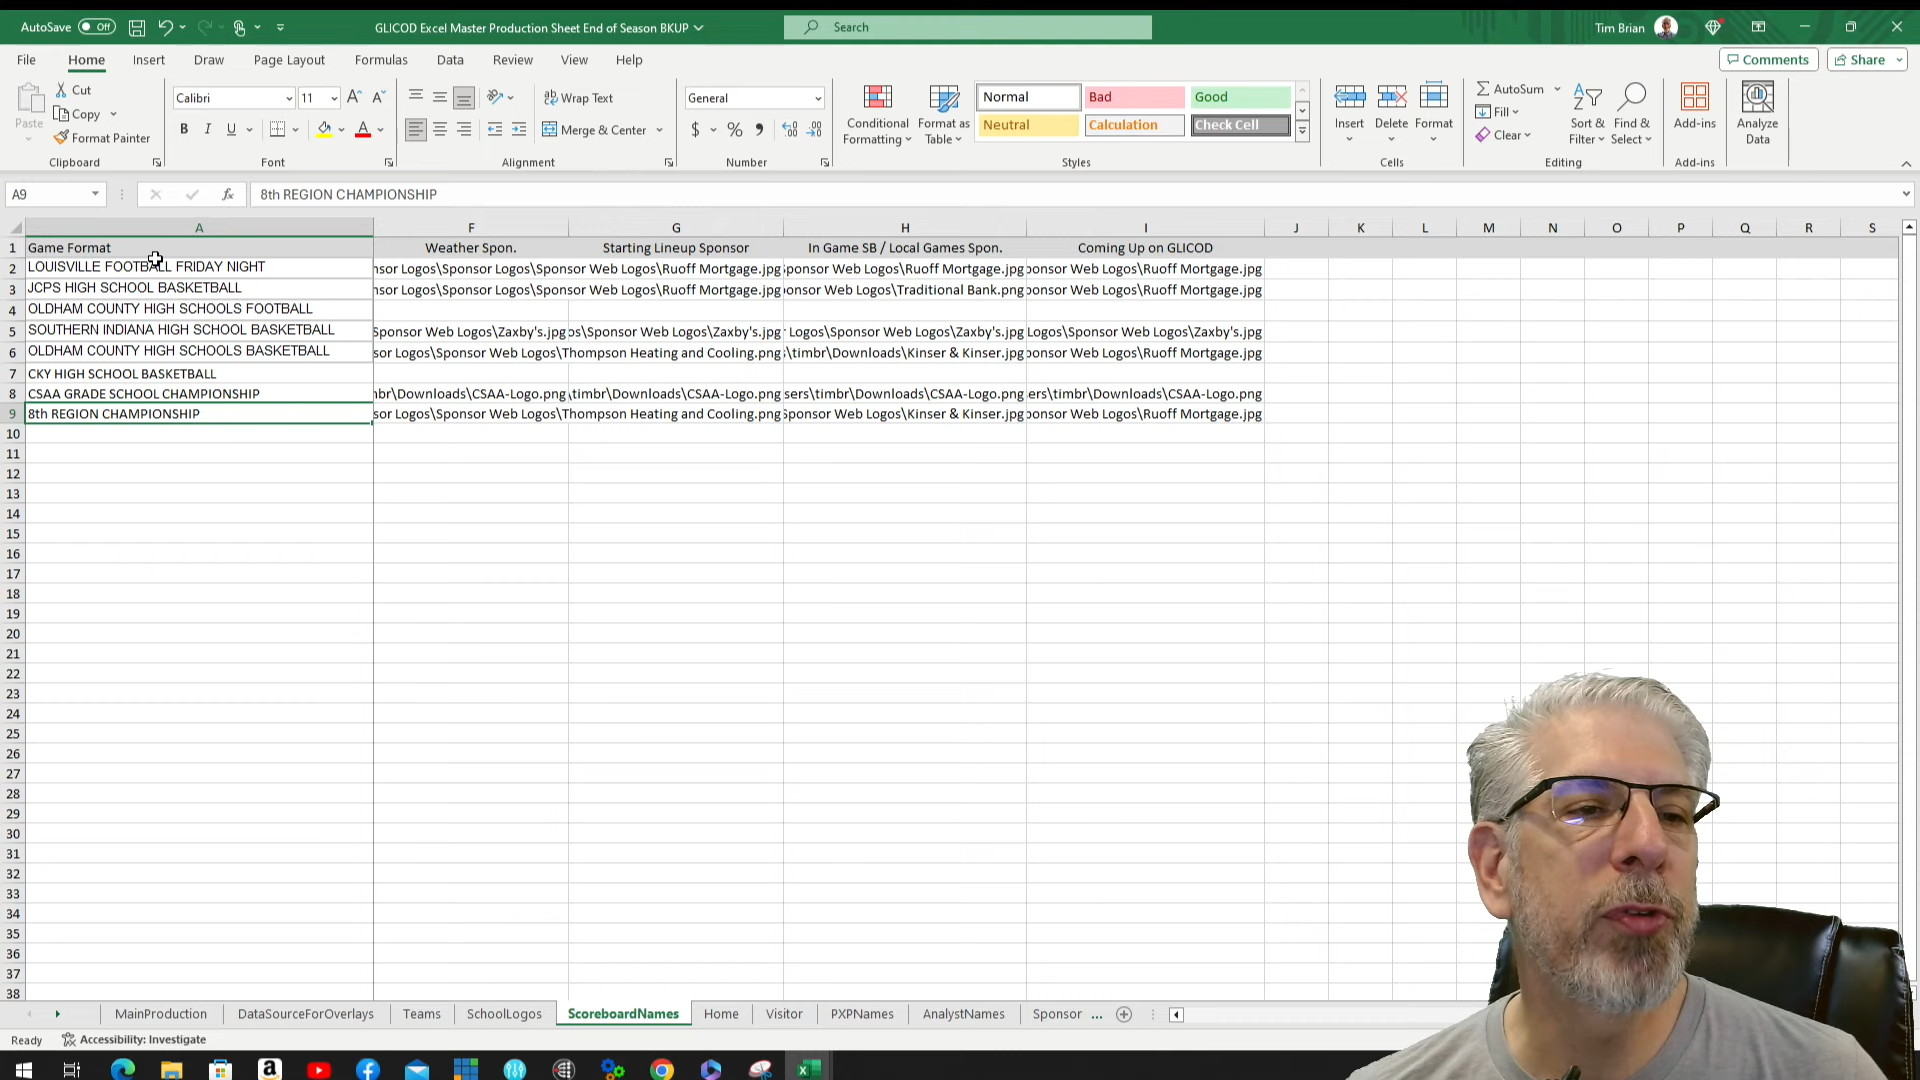 AutoSave Off GLICOD Excel Master Production Sheet End of Season BKUP Search Tim Brian
File Home Insert Draw Page Layout Formulas Data Review View Help Comments Share
Paste Cut Copy Format Painter Clipboard
Calibri 11 B I U A Font
Wrap Text Merge & Center Alignment
General $ % Number
Conditional Formatting Format as Table Normal Bad Good Neutral Calculation Check Cell Styles
Insert Delete Format Cells
AutoSum Fill Clear Sort & Filter Find & Select Editing
Add-ins Add-ins Analyze Data
A9 fx 8th REGION CHAMPIONSHIP
A F G H I J K L M N O P Q R S
1 Game Format Weather Spon. Starting Lineup Sponsor In Game SB / Local Games Spon. Coming Up on GLICOD
2 LOUISVILLE FOOTBALL FRIDAY NIGHT nsor Logos\Sponsor Logos\Sponsor Web Logos\Ruoff Mortgage.jpg Sponsor Web Logos\Ruoff Mortgage.jpg ponsor Web Logos\Ruoff Mortgage.jpg
3 JCPS HIGH SCHOOL BASKETBALL nsor Logos\Sponsor Logos\Sponsor Web Logos\Ruoff Mortgage.jpg ponsor Web Logos\Traditional Bank.png ponsor Web Logos\Ruoff Mortgage.jpg
4 OLDHAM COUNTY HIGH SCHOOLS FOOTBALL
5 SOUTHERN INDIANA HIGH SCHOOL BASKETBALL Sponsor Web Logos\Zaxby's.jpg os\Sponsor Web Logos\Zaxby's.jpg Logos\Sponsor Web Logos\Zaxby's.jpg Logos\Sponsor Web Logos\Zaxby's.jpg
6 OLDHAM COUNTY HIGH SCHOOLS BASKETBALL sor Logos\Sponsor Web Logos\Thompson Heating and Cooling.png \timbr\Downloads\Kinser & Kinser.jpg ponsor Web Logos\Ruoff Mortgage.jpg
7 CKY HIGH SCHOOL BASKETBALL
8 CSAA GRADE SCHOOL CHAMPIONSHIP nbr\Downloads\CSAA-Logo.png \timbr\Downloads\CSAA-Logo.png sers\timbr\Downloads\CSAA-Logo.png ers\timbr\Downloads\CSAA-Logo.png
9 8th REGION CHAMPIONSHIP sor Logos\Sponsor Web Logos\Thompson Heating and Cooling.png Sponsor Web Logos\Kinser & Kinser.jpg ponsor Web Logos\Ruoff Mortgage.jpg
10
11
12
13
14
15
16
17
18
19
20
21
22
23
24
25
26
27
28
29
30
31
32
33
34
35
36
37
38
MainProduction DataSourceForOverlays Teams SchoolLogos ScoreboardNames Home Visitor PXPNames AnalystNames Sponsor ...
Ready Accessibility: Investigate